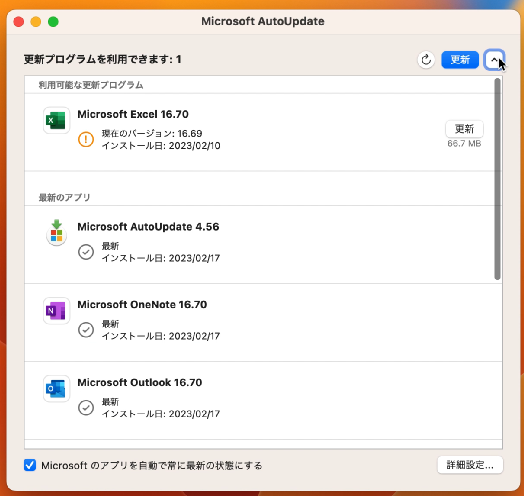 Microsoft AutoUpdate
更新プログラムを利用できます: 1
更新
利用可能な更新プログラム
Microsoft Excel 16.70
現在のバージョン: 16.69
インストール日: 2023/02/10
更新
66.7 MB
最新のアプリ
Microsoft AutoUpdate 4.56
最新
インストール日: 2023/02/17
Microsoft OneNote 16.70
最新
インストール日: 2023/02/17
Microsoft Outlook 16.70
最新
インストール日: 2023/02/17
Microsoft のアプリを自動で常に最新の状態にする
詳細設定...